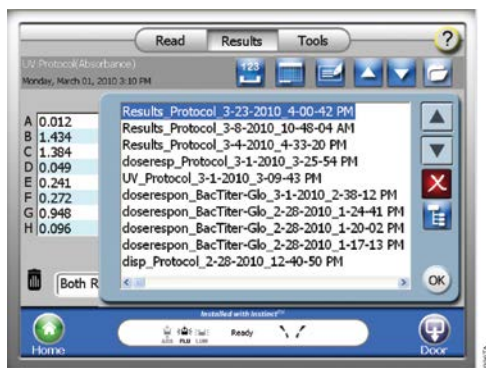 Read Results Tools ?
UV Protocol(Absorbance)
Monday, March 01, 2010 3:10 PM
123
A 0.012
B 1.434
C 1.384
D 0.049
E 0.241
F 0.272
G 0.948
H 0.096
Results_Protocol_3-23-2010_4-00-42 PM
Results_Protocol_3-8-2010_10-48-04 AM
Results_Protocol_3-4-2010_4-33-20 PM
doseresp_Protocol_3-1-2010_3-25-54 PM
UV_Protocol_3-1-2010_3-09-43 PM
doserespon_BacTiter-Glo_3-1-2010_2-38-12 PM
doserespon_BacTiter-Glo_2-28-2010_1-24-41 PM
doserespon_BacTiter-Glo_2-28-2010_1-20-02 PM
doserespon_BacTiter-Glo_2-28-2010_1-17-13 PM
disp_Protocol_2-28-2010_12-40-50 PM
Both R
OK
Installed with Instinct
ABS FLUO LUM Ready
Home
Door